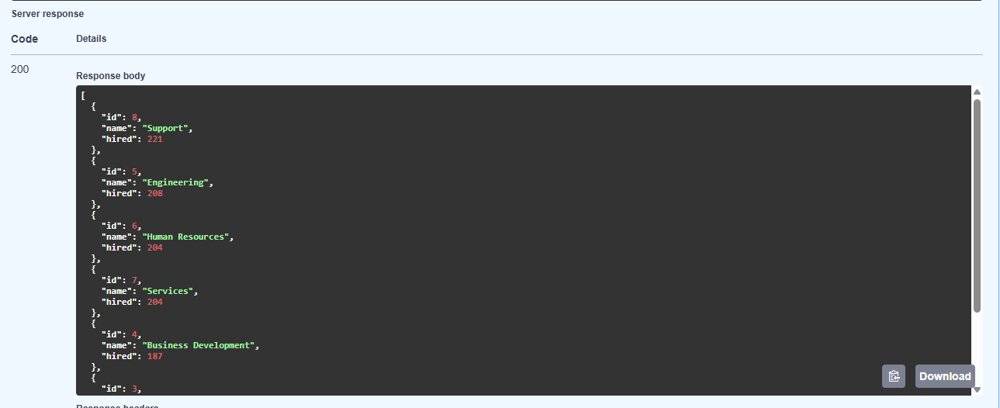 Server response
Code Details
200
Response body
[
  {
    "id": 8,
    "name": "Support",
    "hired": 221
  },
  {
    "id": 5,
    "name": "Engineering",
    "hired": 208
  },
  {
    "id": 6,
    "name": "Human Resources",
    "hired": 204
  },
  {
    "id": 7,
    "name": "Services",
    "hired": 204
  },
  {
    "id": 4,
    "name": "Business Development",
    "hired": 187
  },
  {
    "id": 3,
Download
Response headers